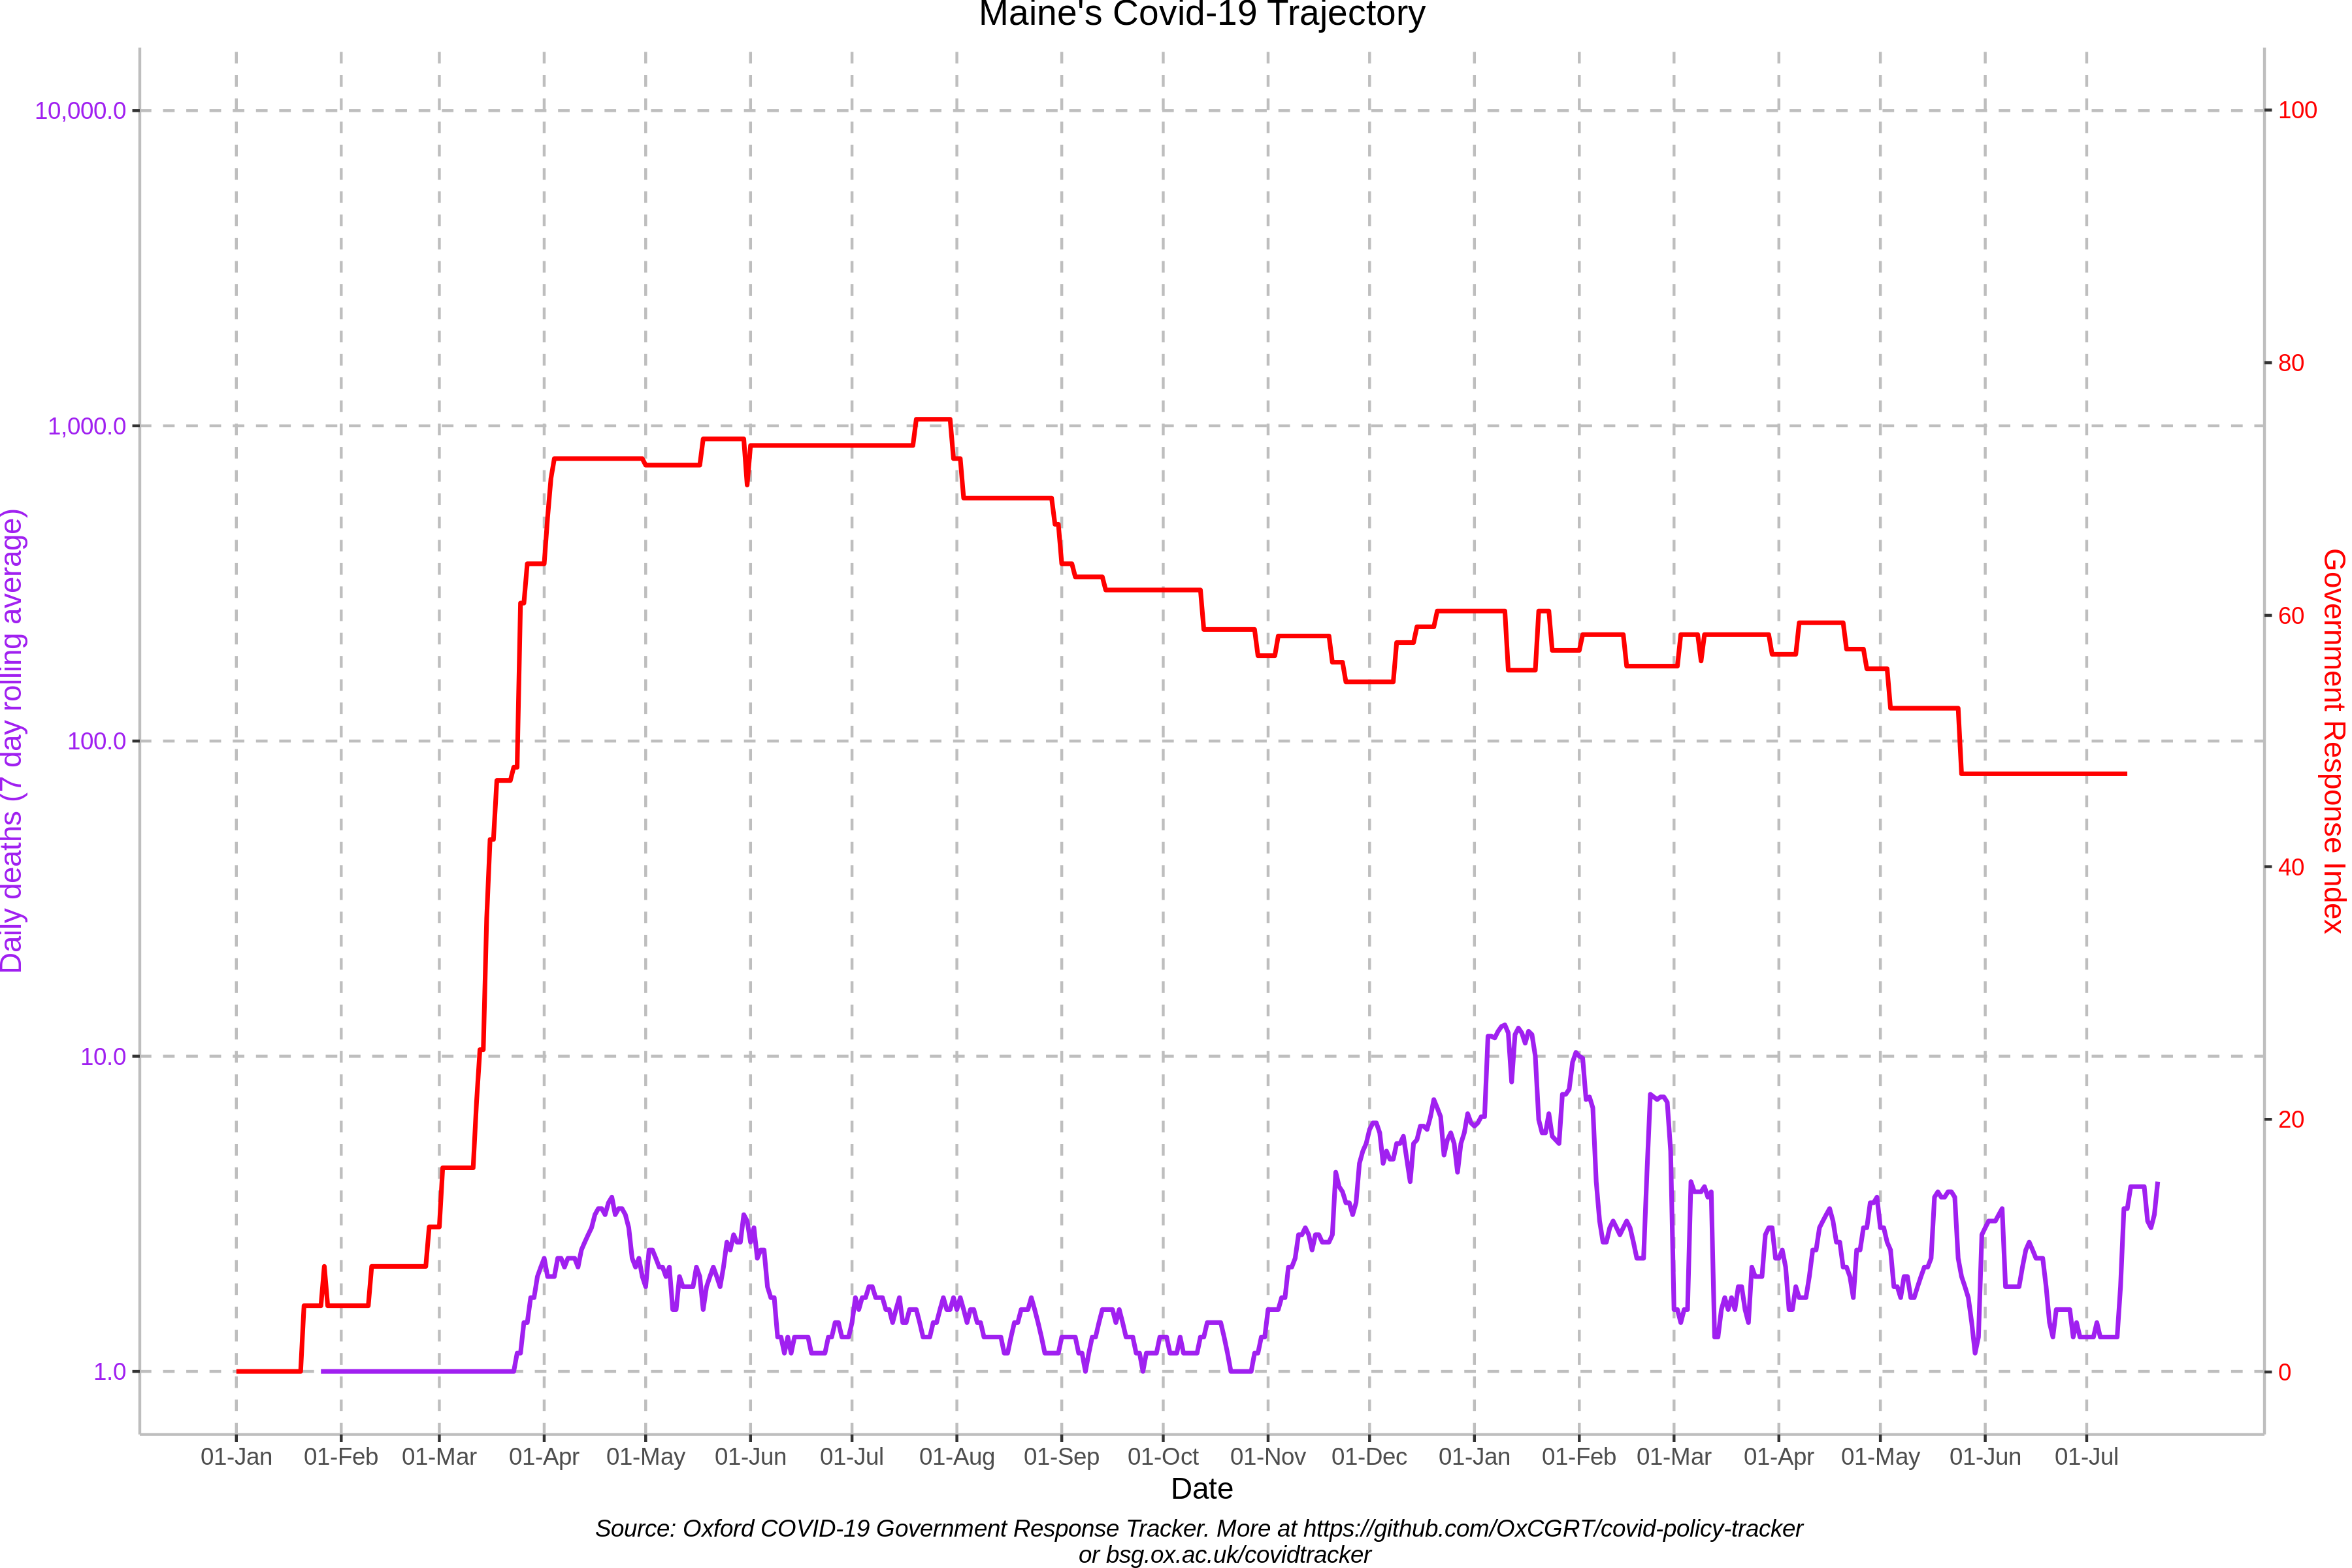 Maine's Covid-19 Trajectory
10,000.0
1,000.0
100.0
10.0
1.0
Daily deaths (7 day rolling average)
100
80
60
40
20
0
Government Response Index
01-Jan 01-Feb 01-Mar 01-Apr 01-May 01-Jun 01-Jul 01-Aug 01-Sep 01-Oct 01-Nov 01-Dec 01-Jan 01-Feb 01-Mar 01-Apr 01-May 01-Jun 01-Jul
Date
Source: Oxford COVID-19 Government Response Tracker. More at https://github.com/OxCGRT/covid-policy-tracker
or bsg.ox.ac.uk/covidtracker